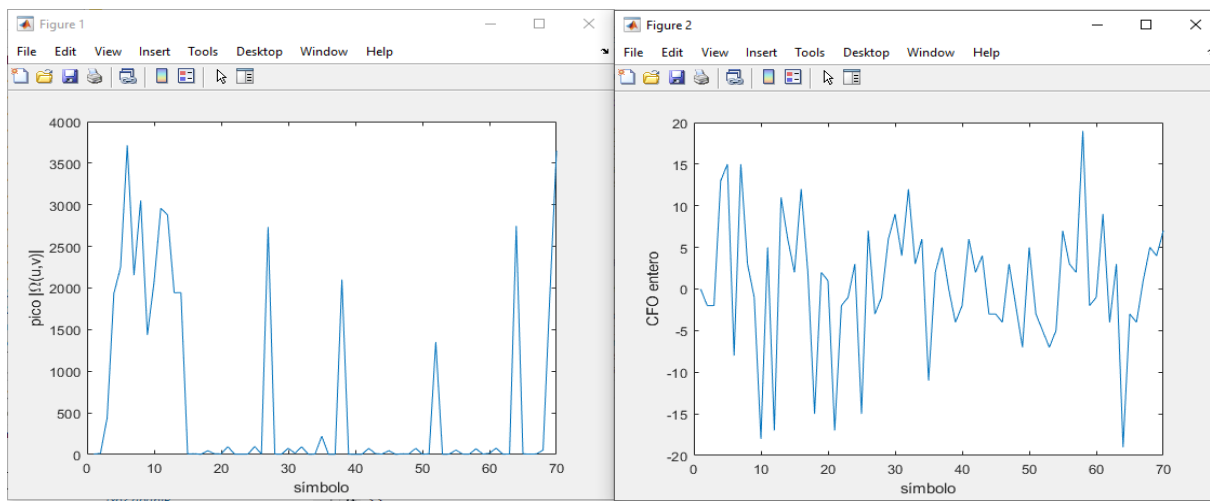 Figure 1
File Edit View Insert Tools Desktop Window Help
4000
3500
3000
2500
2000
1500
1000
500
0
pico |Ω(u,v)|
0 10 20 30 40 50 60 70
simbolo
Figure 2
File Edit View Insert Tools Desktop Window Help
20
15
10
5
0
-5
-10
-15
-20
CFO entero
0 10 20 30 40 50 60 70
simbolo